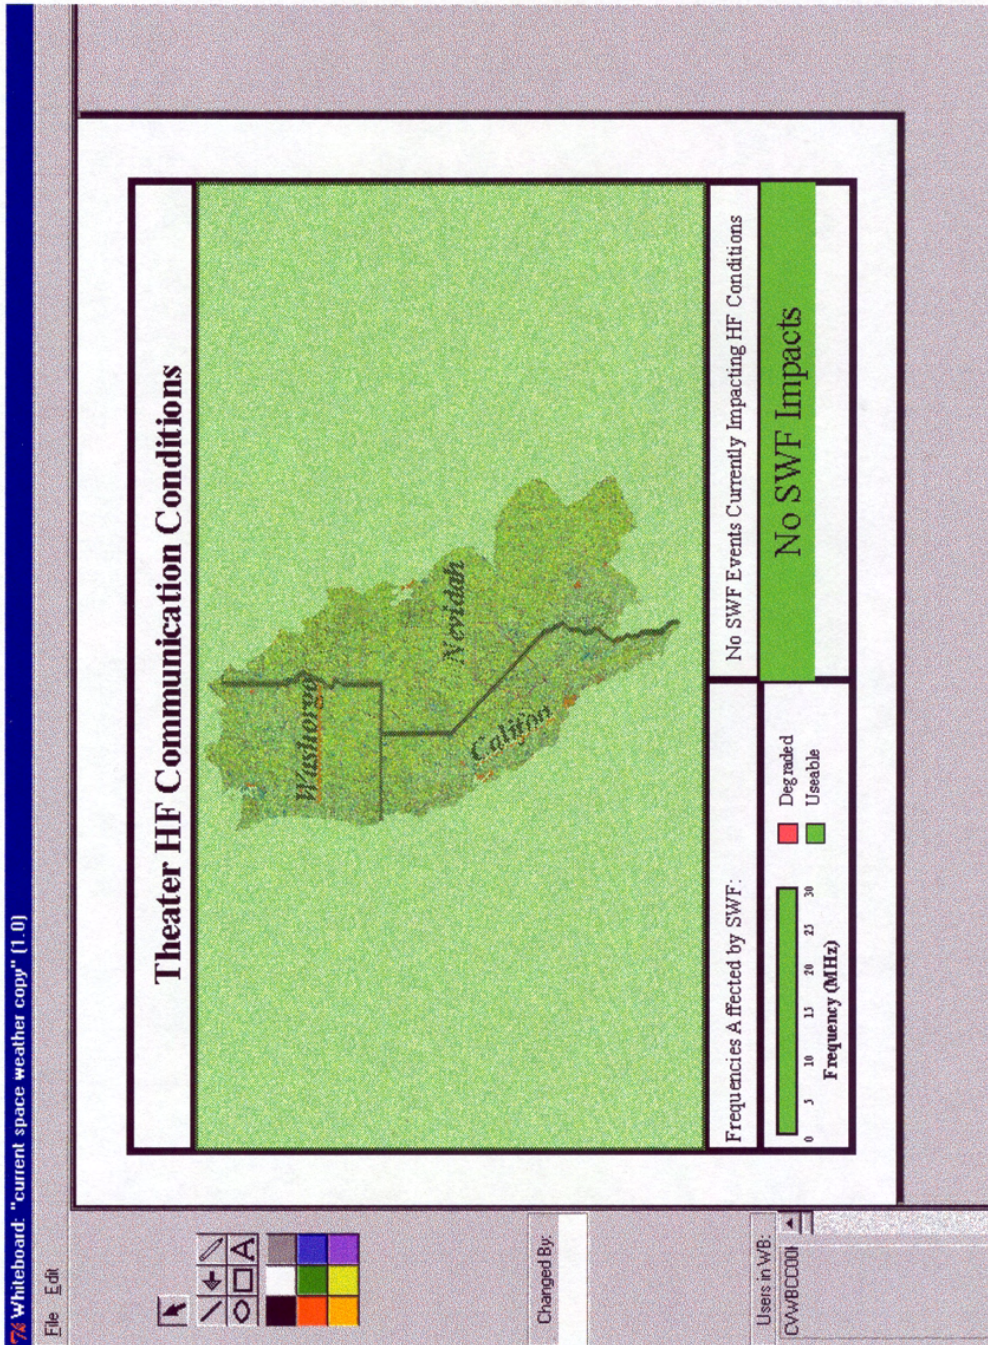 Whiteboard: "current space weather copy" (1.0)
File Edit
Theater HF Communication Conditions
Washorgo
Nevidah
Califon
Frequencies Affected by SWF:
No SWF Events Currently Impacting HF Conditions
0 5 10 15 20 25 30
Frequency (MHz)
Degraded
Useable
No SWF Impacts
A
Changed By:
Users in WB: